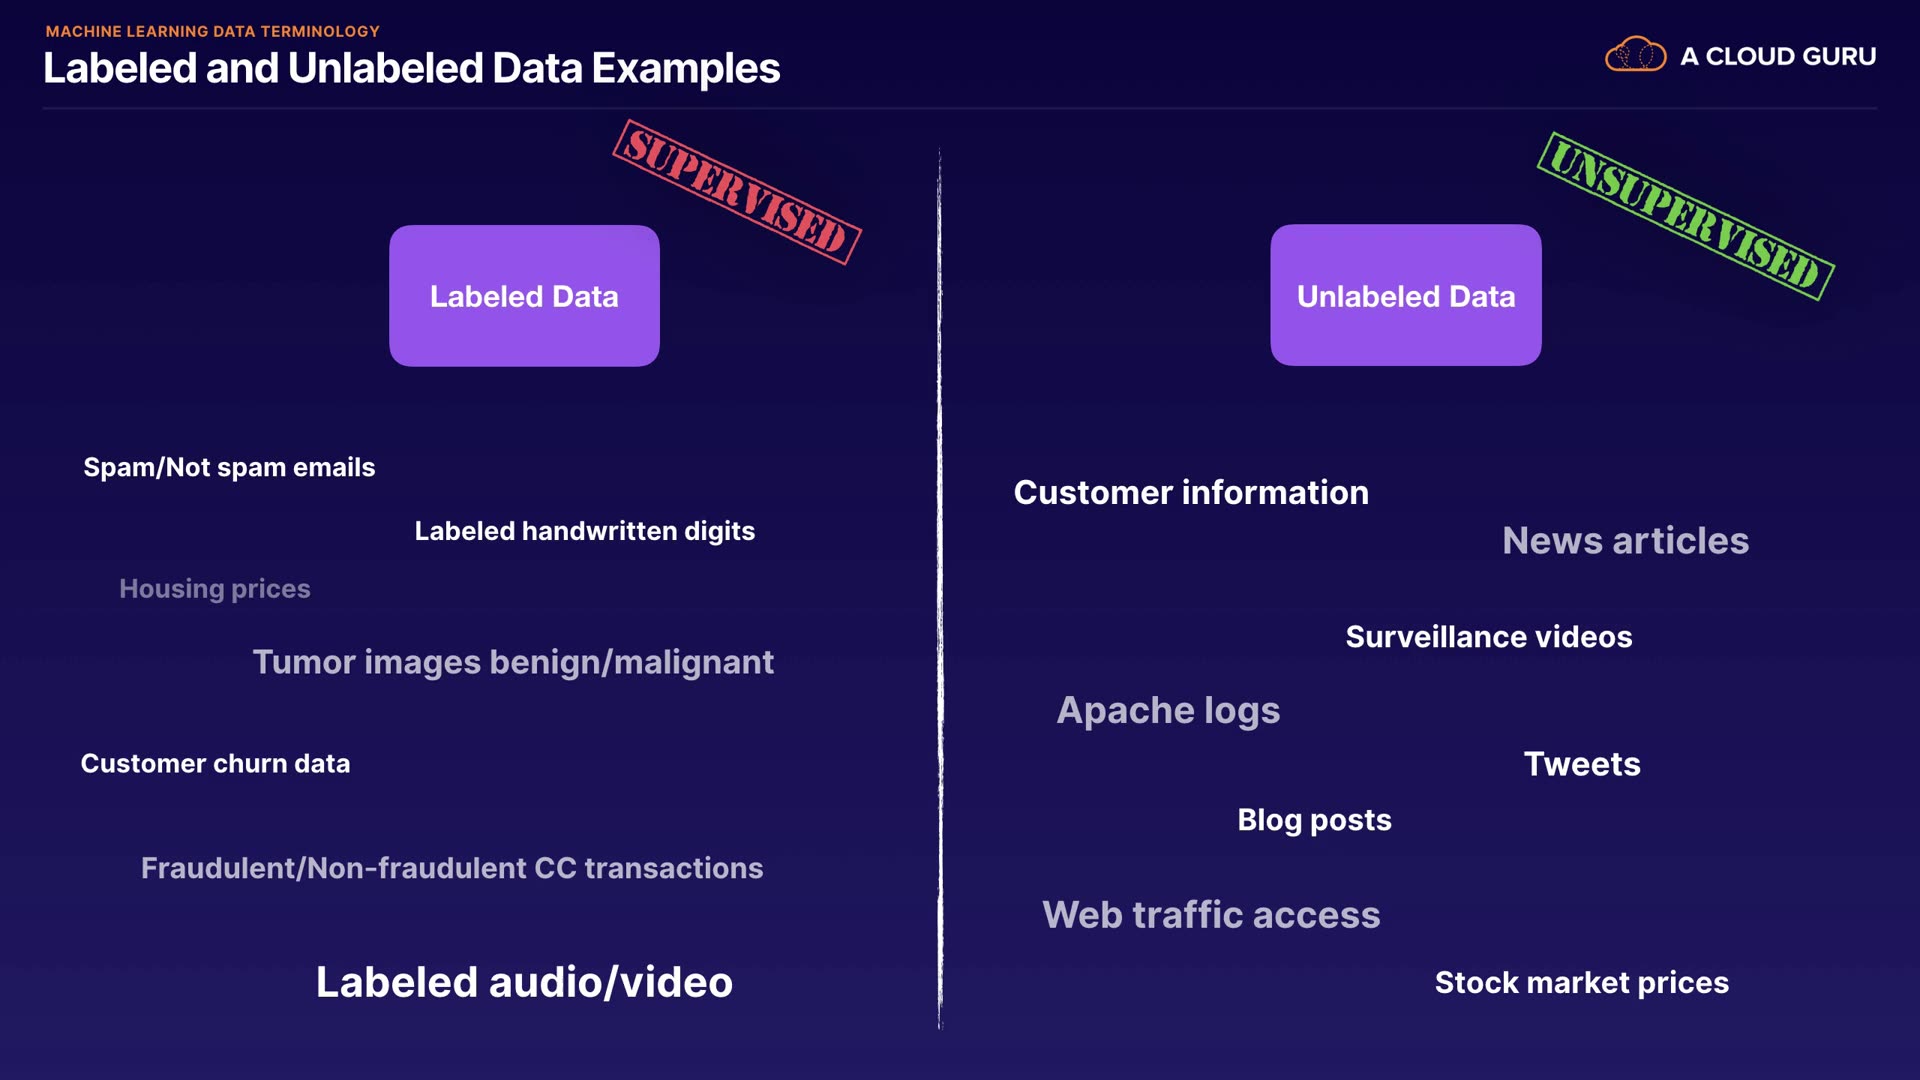 MACHINE LEARNING DATA TERMINOLOGY
Labeled and Unlabeled Data Examples
A CLOUD GURU
SUPERVISED
Labeled Data
Spam/Not spam emails
Labeled handwritten digits
Housing prices
Tumor images benign/malignant
Customer churn data
Fraudulent/Non-fraudulent CC transactions
Labeled audio/video
UNSUPERVISED
Unlabeled Data
Customer information
News articles
Surveillance videos
Apache logs
Tweets
Blog posts
Web traffic access
Stock market prices